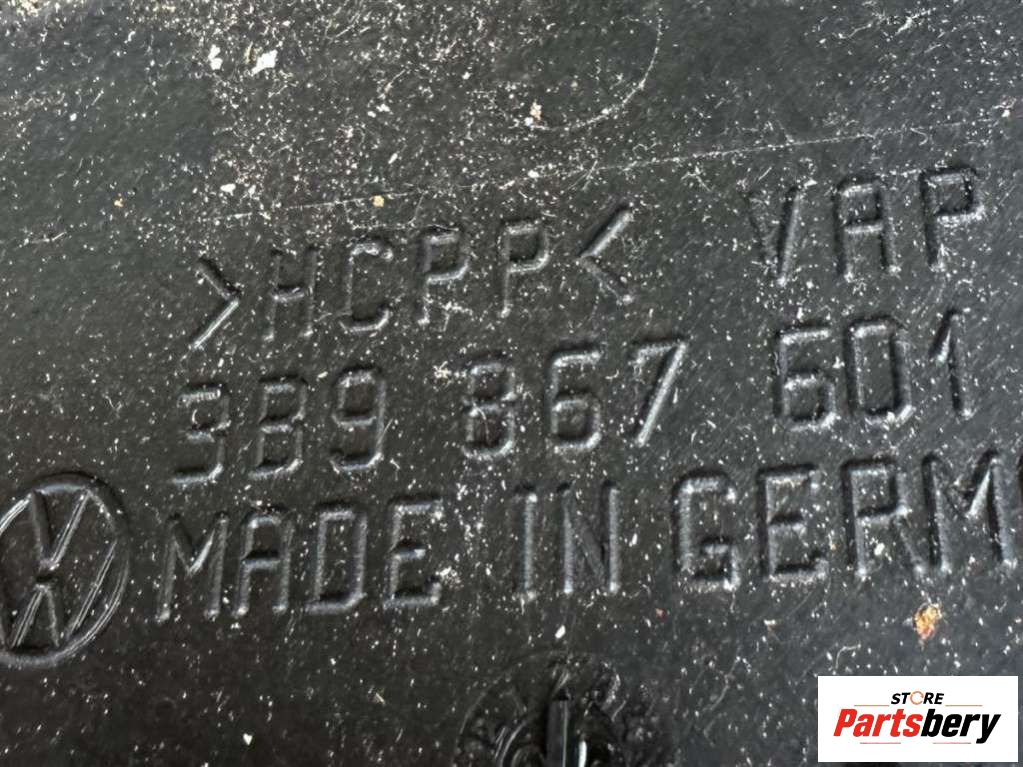 >HCPP< VAP
3B9 867 601
MADE IN GERM
STORE
Partsbery